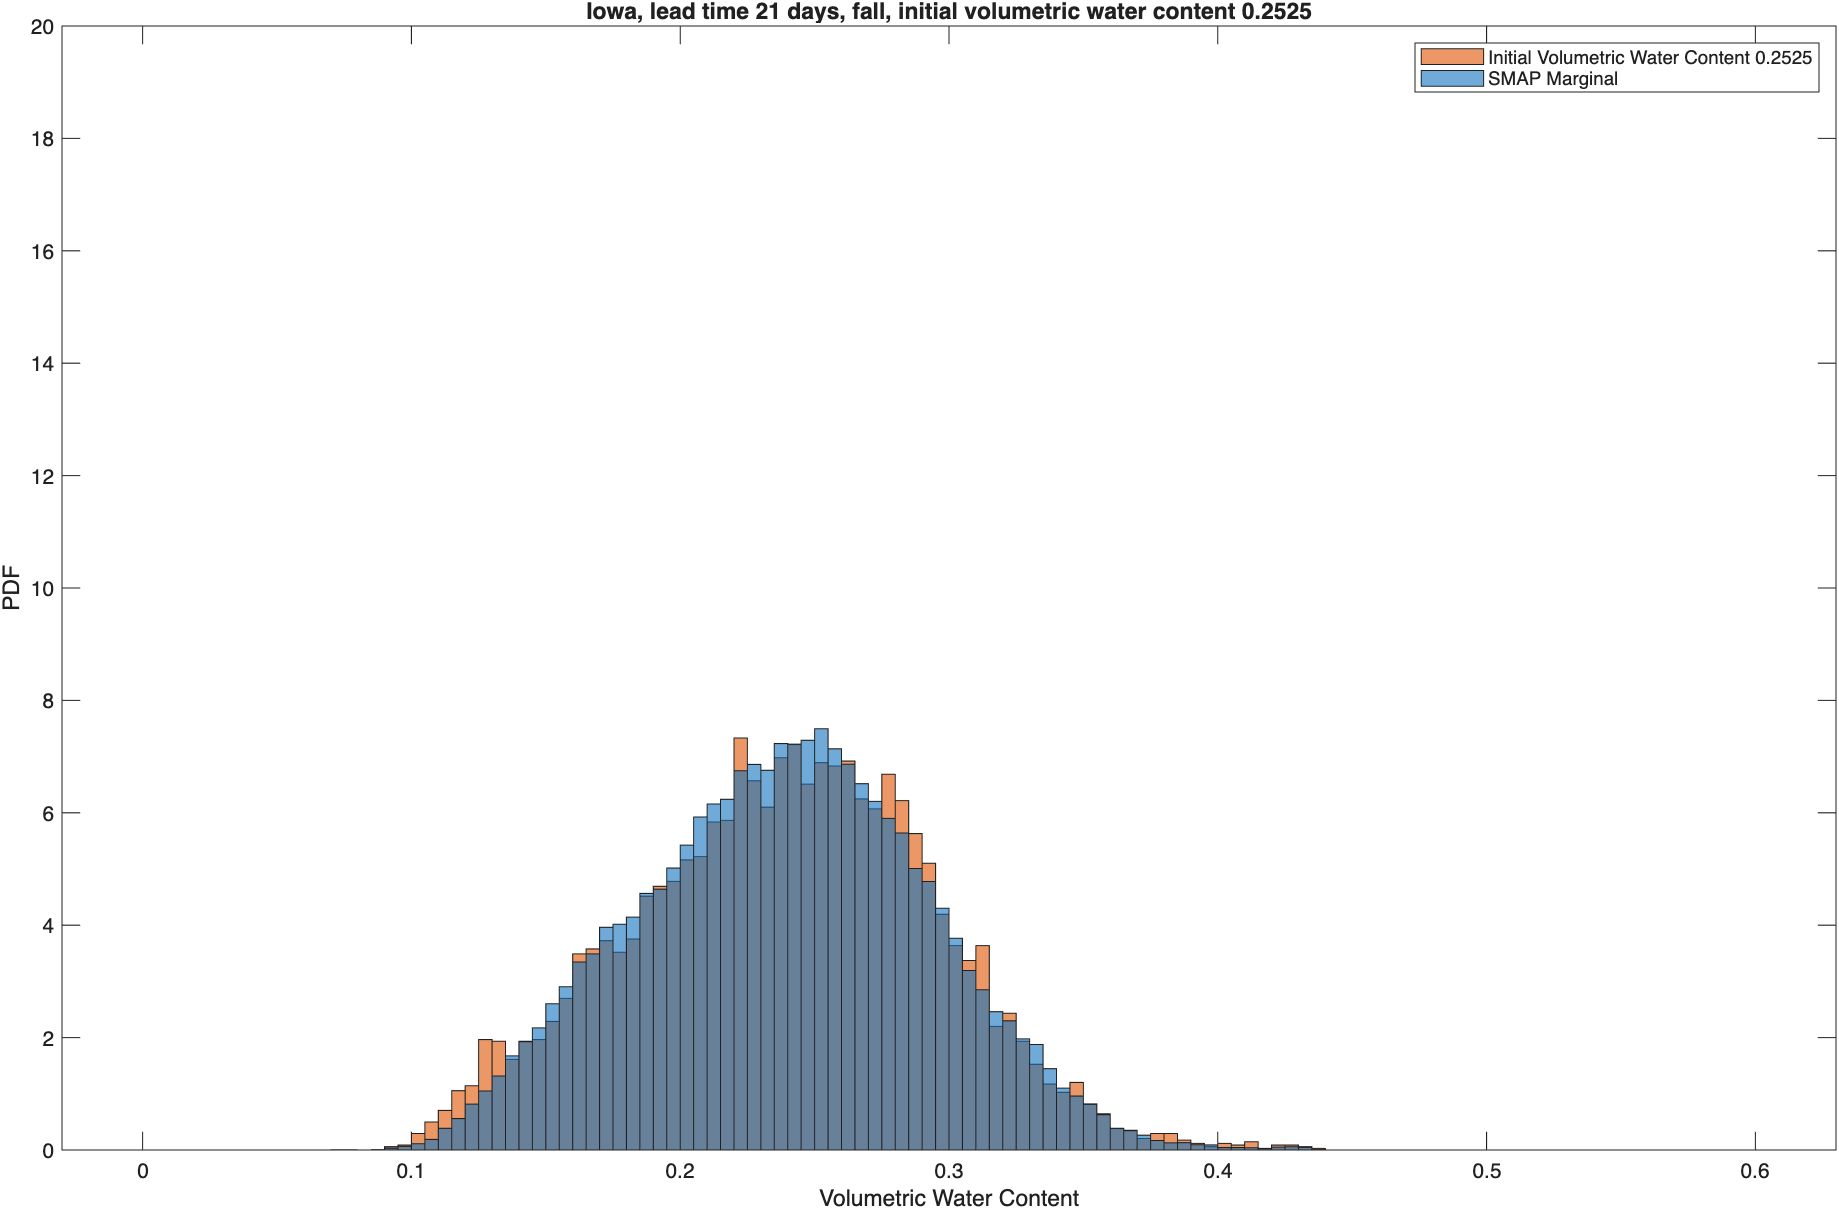 Iowa, lead time 21 days, fall, initial volumetric water content 0.2525
Initial Volumetric Water Content 0.2525
SMAP Marginal
20
18
16
14
12
10
8
6
4
2
0
PDF
0 0.1 0.2 0.3 0.4 0.5 0.6
Volumetric Water Content